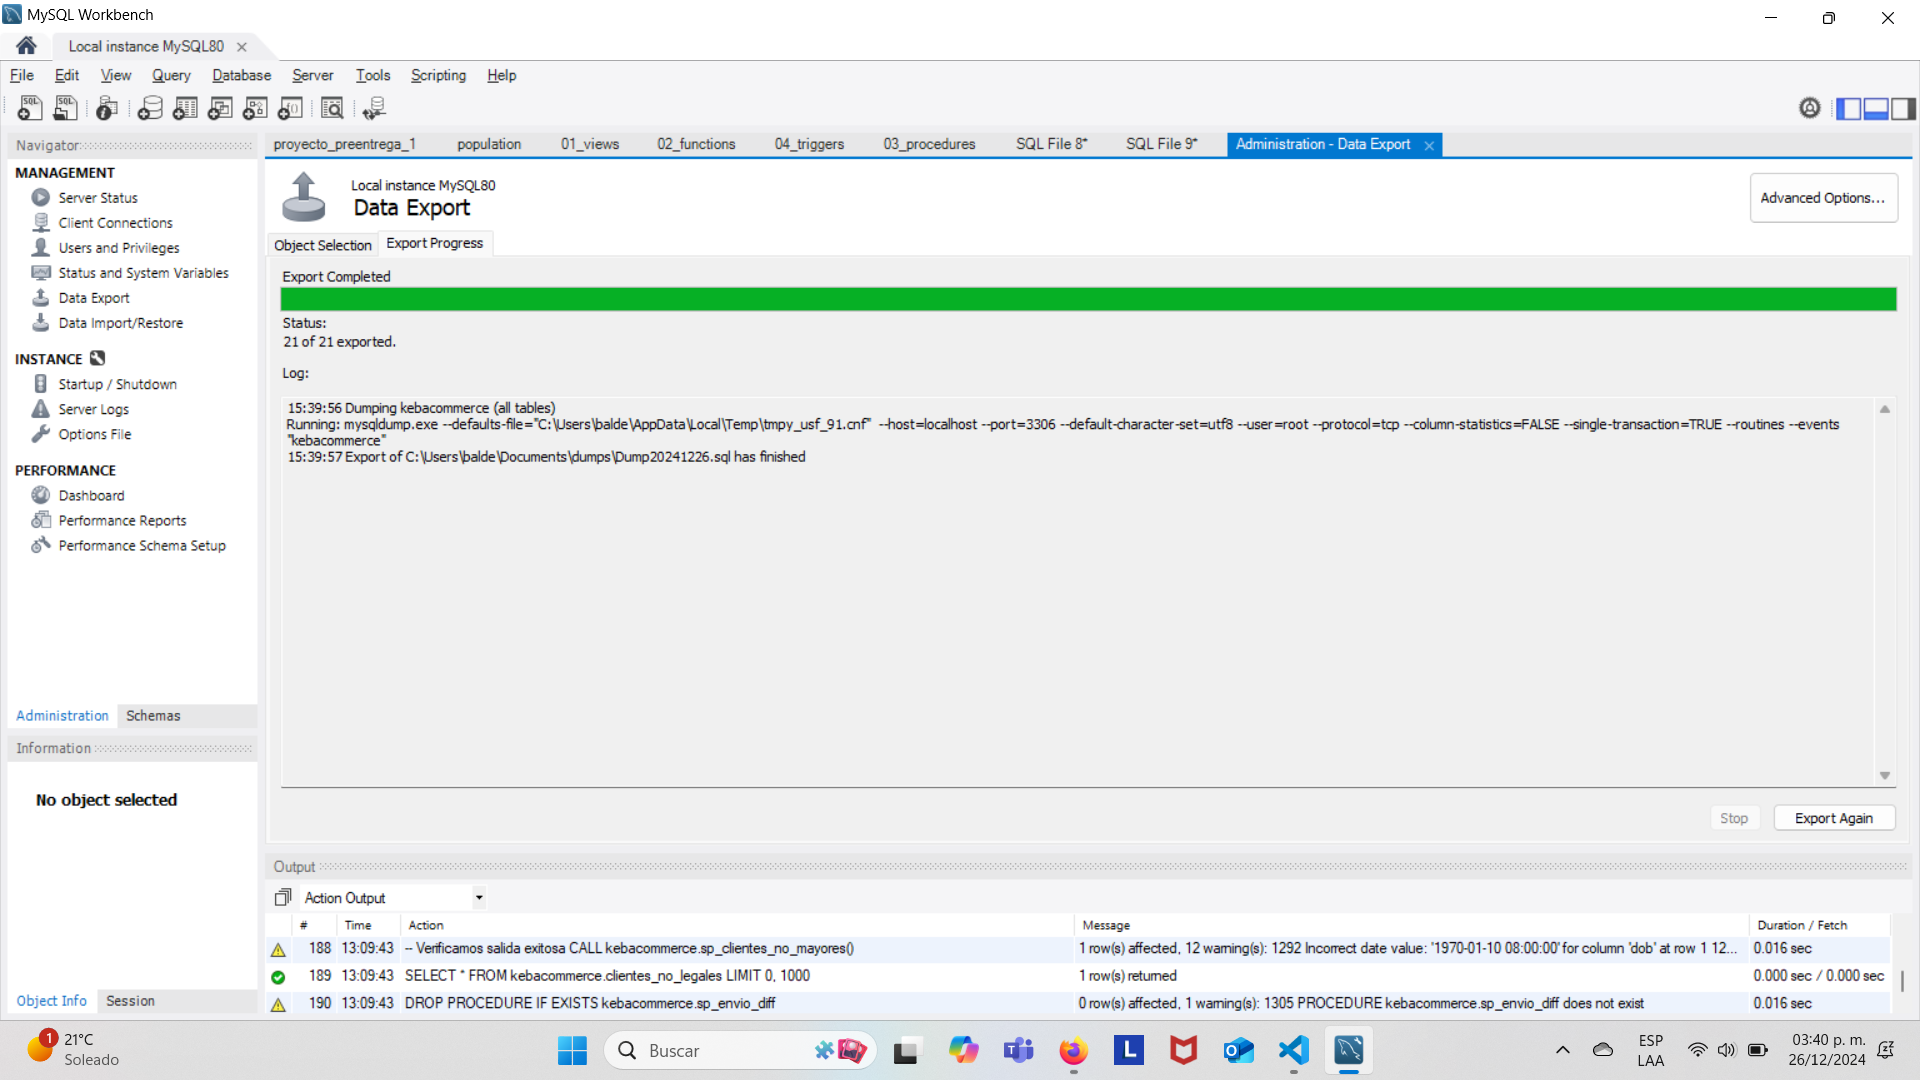 MySQL Workbench
Local instance MySQL80
File Edit View Query Database Server Tools Scripting Help
Navigator
MANAGEMENT
Server Status
Client Connections
Users and Privileges
Status and System Variables
Data Export
Data Import/Restore
INSTANCE
Startup / Shutdown
Server Logs
Options File
PERFORMANCE
Dashboard
Performance Reports
Performance Schema Setup
Administration Schemas
Information
No object selected
Object Info Session
proyecto_preentrega_1 population 01_views 02_functions 04_triggers 03_procedures SQL File 8* SQL File 9* Administration - Data Export
Local instance MySQL80
Data Export
Advanced Options...
Object Selection Export Progress
Export Completed
Status:
21 of 21 exported.
Log:
15:39:56 Dumping kebacommerce (all tables)
Running: mysqldump.exe --defaults-file="C:\Users\balde\AppData\Local\Temp\tmpy_usf_91.cnf" --host=localhost --port=3306 --default-character-set=utf8 --user=root --protocol=tcp --column-statistics=FALSE --single-transaction=TRUE --routines --events
"kebacommerce"
15:39:57 Export of C:\Users\balde\Documents\dumps\Dump20241226.sql has finished
Stop Export Again
Output
Action Output
# Time Action Message Duration / Fetch
188 13:09:43 -- Verificamos salida exitosa CALL kebacommerce.sp_clientes_no_mayores() 1 row(s) affected, 12 warning(s): 1292 Incorrect date value: '1970-01-10 08:00:00' for column 'dob' at row 1 12... 0.016 sec
189 13:09:43 SELECT * FROM kebacommerce.clientes_no_legales LIMIT 0, 1000 1 row(s) returned 0.000 sec / 0.000 sec
190 13:09:43 DROP PROCEDURE IF EXISTS kebacommerce.sp_envio_diff 0 row(s) affected, 1 warning(s): 1305 PROCEDURE kebacommerce.sp_envio_diff does not exist 0.016 sec
1
21°C
Soleado
Buscar
L
ESP
LAA
03:40 p. m.
26/12/2024